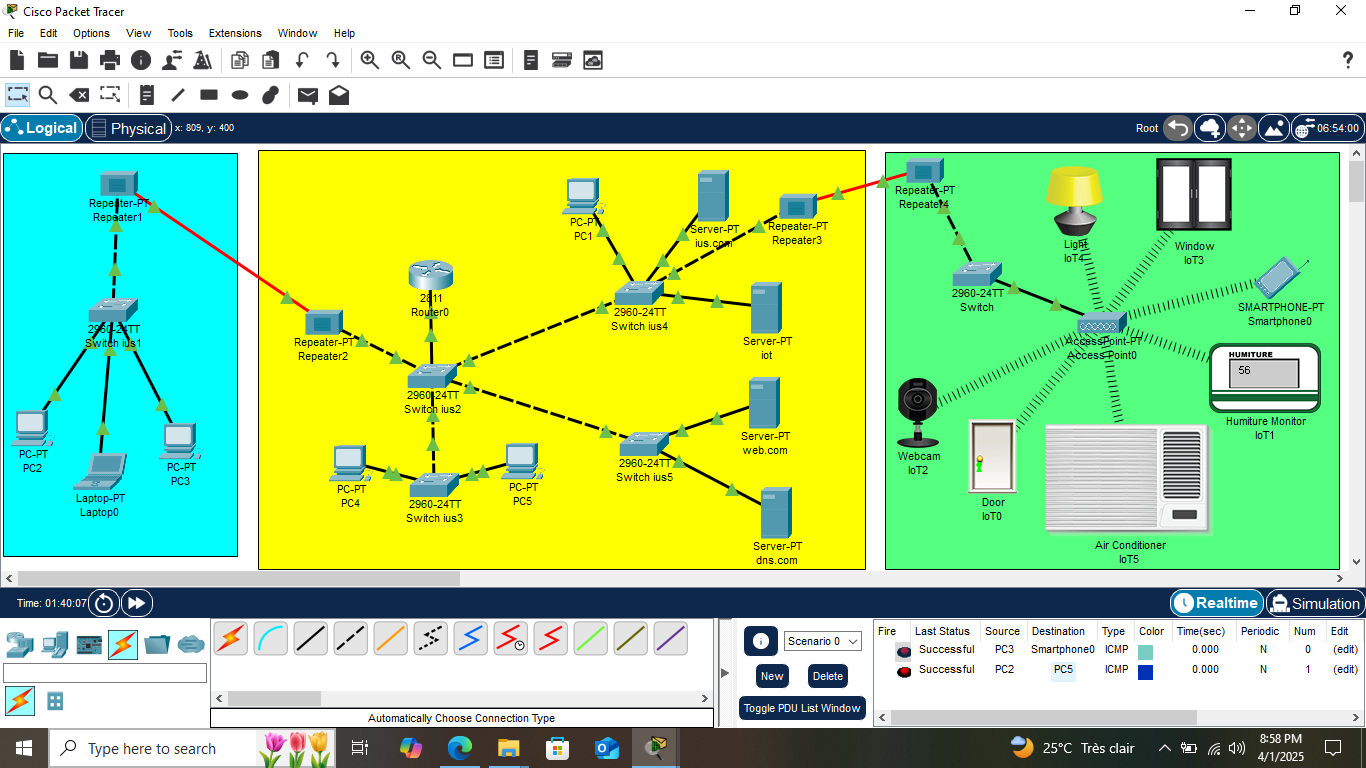 Cisco Packet Tracer
File Edit Options View Tools Extensions Window Help
Logical Physical x: 809, y: 400 Root 06:54:00
Repeater-PT
Repeater1
2960-24TT
Switch ius1
PC-PT
PC2
Laptop-PT
Laptop0
PC-PT
PC3
PC-PT
PC1
Server-PT
ius.com
Repeater-PT
Repeater3
2811
Router0
Repeater-PT
Repeater2
2960-24TT
Switch ius4
Server-PT
iot
2960-24TT
Switch ius2
Server-PT
web.com
2960-24TT
Switch ius5
PC-PT
PC4
2960-24TT
Switch ius3
PC-PT
PC5
Server-PT
dns.com
Repeater-PT
Repeater4
Light
IoT4
Window
IoT3
2960-24TT
Switch
SMARTPHONE-PT
Smartphone0
AccessPoint-PT
Access Point0
HUMITURE
56
Humiture Monitor
IoT1
Webcam
IoT2
Door
IoT0
Air Conditioner
IoT5
Time: 01:40:07 Realtime Simulation
Automatically Choose Connection Type
Scenario 0
New Delete
Toggle PDU List Window
Fire Last Status Source Destination Type Color Time(sec) Periodic Num Edit
Successful PC3 Smartphone0 ICMP 0.000 N 0 (edit)
Successful PC2 PC5 ICMP 0.000 N 1 (edit)
Type here to search
25°C Très clair
8:58 PM
4/1/2025